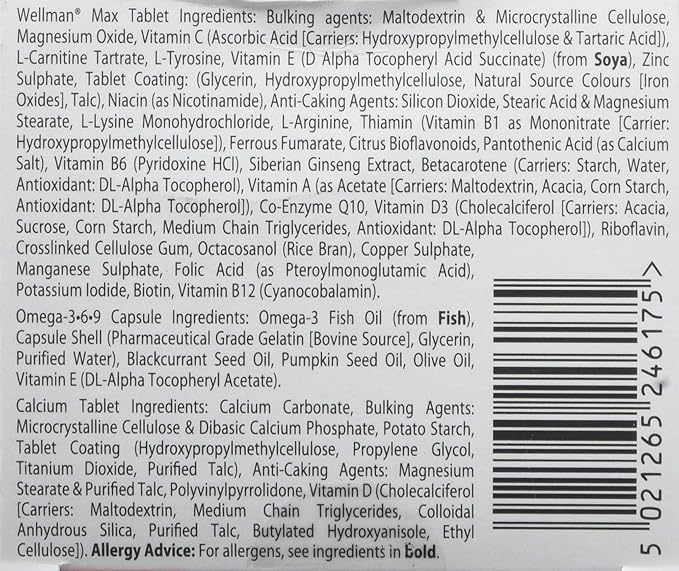 Wellman® Max Tablet Ingredients: Bulking agents: Maltodextrin & Microcrystalline Cellulose,
Magnesium Oxide, Vitamin C (Ascorbic Acid [Carriers: Hydroxypropylmethylcellulose & Tartaric Acid]),
L-Carnitine Tartrate, L-Tyrosine, Vitamin E (D Alpha Tocopheryl Acid Succinate) (from Soya), Zinc
Sulphate, Tablet Coating: (Glycerin, Hydroxypropylmethylcellulose, Natural Source Colours [Iron
Oxides], Talc), Niacin (as Nicotinamide), Anti-Caking Agents: Silicon Dioxide, Stearic Acid & Magnesium
Stearate, L-Lysine Monohydrochloride, L-Arginine, Thiamin (Vitamin B1 as Mononitrate [Carrier:
Hydroxypropylmethylcellulose]), Ferrous Fumarate, Citrus Bioflavonoids, Pantothenic Acid (as Calcium
Salt), Vitamin B6 (Pyridoxine HCl), Siberian Ginseng Extract, Betacarotene (Carriers: Starch, Water,
Antioxidant: DL-Alpha Tocopherol), Vitamin A (as Acetate [Carriers: Maltodextrin, Acacia, Corn Starch,
Antioxidant: DL-Alpha Tocopherol]), Co-Enzyme Q10, Vitamin D3 (Cholecalciferol [Carriers: Acacia,
Sucrose, Corn Starch, Medium Chain Triglycerides, Antioxidant: DL-Alpha Tocopherol]), Riboflavin,
Crosslinked Cellulose Gum, Octacosanol (Rice Bran), Copper Sulphate,
Manganese Sulphate, Folic Acid (as Pteroylmonoglutamic Acid),
Potassium Iodide, Biotin, Vitamin B12 (Cyanocobalamin).
Omega-3•6•9 Capsule Ingredients: Omega-3 Fish Oil (from Fish),
Capsule Shell (Pharmaceutical Grade Gelatin [Bovine Source], Glycerin,
Purified Water), Blackcurrant Seed Oil, Pumpkin Seed Oil, Olive Oil,
Vitamin E (DL-Alpha Tocopheryl Acetate).
Calcium Tablet Ingredients: Calcium Carbonate, Bulking Agents:
Microcrystalline Cellulose & Dibasic Calcium Phosphate, Potato Starch,
Tablet Coating (Hydroxypropylmethylcellulose, Propylene Glycol,
Titanium Dioxide, Purified Talc), Anti-Caking Agents: Magnesium
Stearate & Purified Talc, Polyvinylpyrrolidone, Vitamin D (Cholecalciferol
[Carriers: Maltodextrin, Medium Chain Triglycerides, Colloidal
Anhydrous Silica, Purified Talc, Butylated Hydroxyanisole, Ethyl
Cellulose]). Allergy Advice: For allergens, see ingredients in bold.
5 021265 246175 >